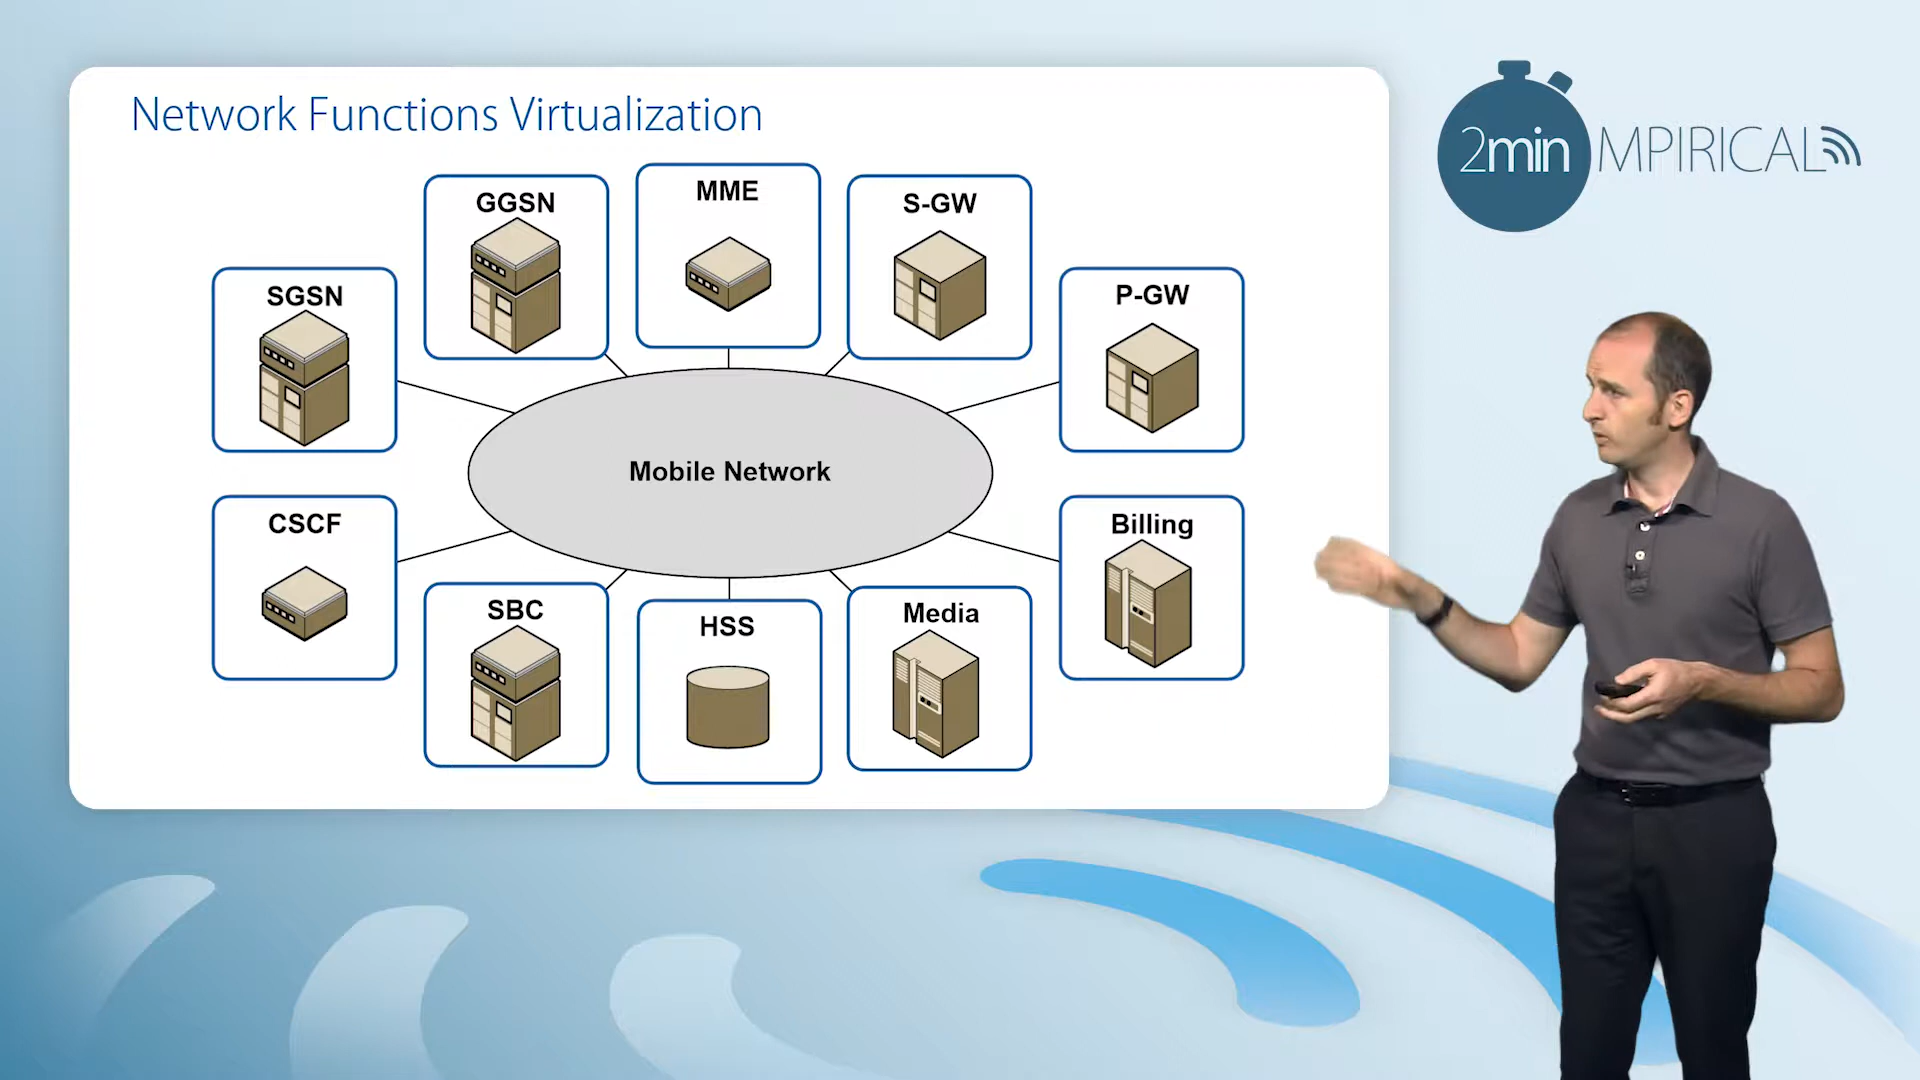 Network Functions Virtualization
2min MPIRICAL
GGSN
MME
S-GW
SGSN
P-GW
Mobile Network
CSCF
Billing
SBC
HSS
Media